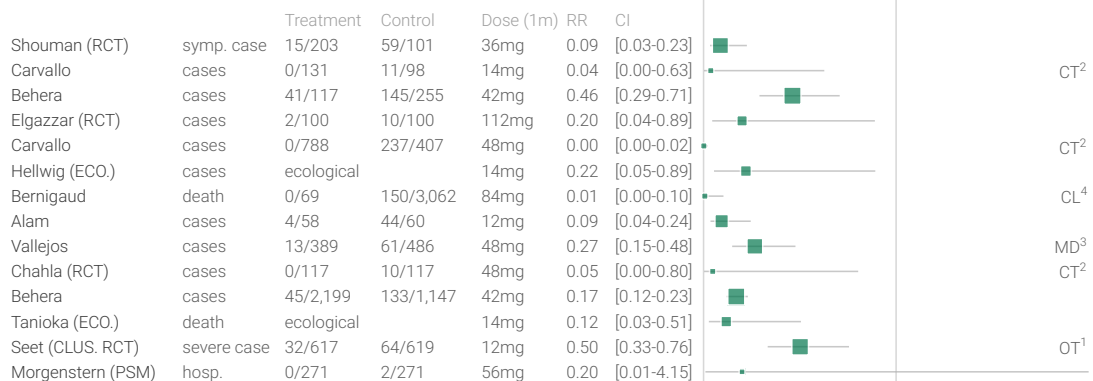 Treatment Control Dose (1m) RR CI
Shouman (RCT) symp. case 15/203 59/101 36mg 0.09 [0.03-0.23]
Carvallo cases 0/131 11/98 14mg 0.04 [0.00-0.63] CT²
Behera cases 41/117 145/255 42mg 0.46 [0.29-0.71]
Elgazzar (RCT) cases 2/100 10/100 112mg 0.20 [0.04-0.89]
Carvallo cases 0/788 237/407 48mg 0.00 [0.00-0.02] CT²
Hellwig (ECO.) cases ecological 14mg 0.22 [0.05-0.89]
Bernigaud death 0/69 150/3,062 84mg 0.01 [0.00-0.10] CL⁴
Alam cases 4/58 44/60 12mg 0.09 [0.04-0.24]
Vallejos cases 13/389 61/486 48mg 0.27 [0.15-0.48] MD³
Chahla (RCT) cases 0/117 10/117 48mg 0.05 [0.00-0.80] CT²
Behera cases 45/2,199 133/1,147 42mg 0.17 [0.12-0.23]
Tanioka (ECO.) death ecological 14mg 0.12 [0.03-0.51]
Seet (CLUS. RCT) severe case 32/617 64/619 12mg 0.50 [0.33-0.76] OT¹
Morgenstern (PSM) hosp. 0/271 2/271 56mg 0.20 [0.01-4.15]